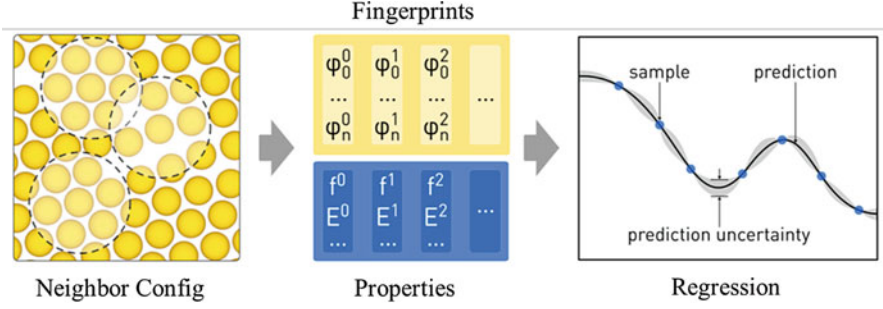 Fingerprints
φ₀⁰ φ₀¹ φ₀²
... ... ... ...
φₙ⁰ φₙ¹ φₙ²
f⁰ f¹ f²
E⁰ E¹ E² ...
... ... ...
sample prediction
prediction uncertainty
Neighbor Config Properties Regression